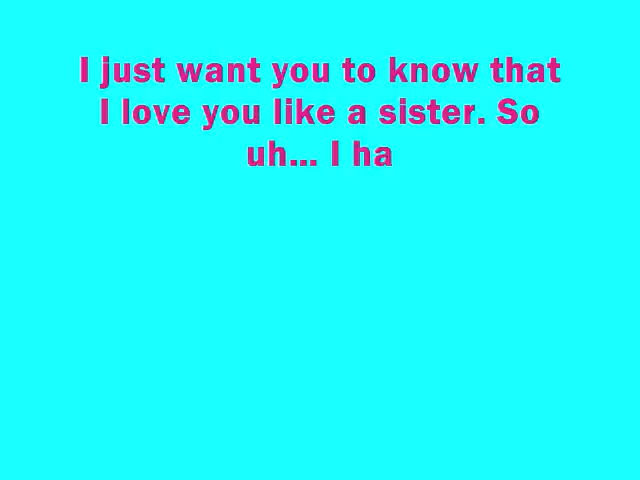 I just want you to know that
I love you like a sister. So
uh... I ha